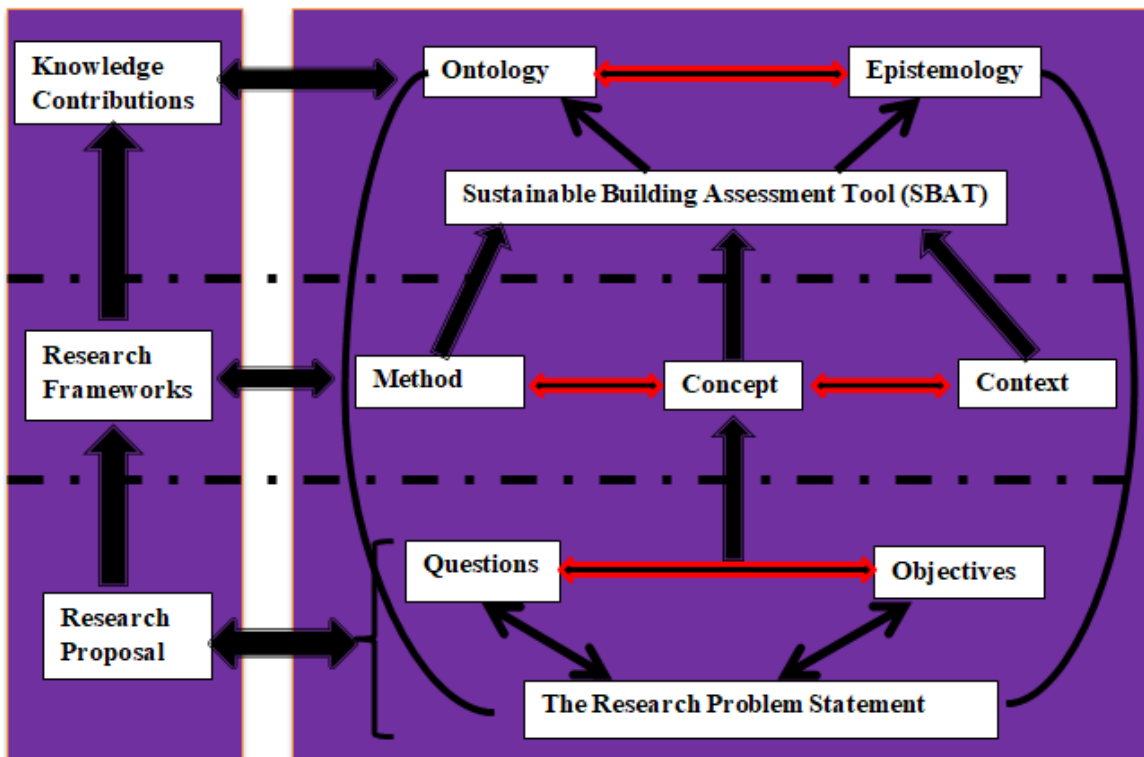 Knowledge
Contributions
Ontology
Epistemology
Sustainable Building Assessment Tool (SBAT)
Research
Frameworks
Method
Concept
Context
Questions
Objectives
Research
Proposal
The Research Problem Statement